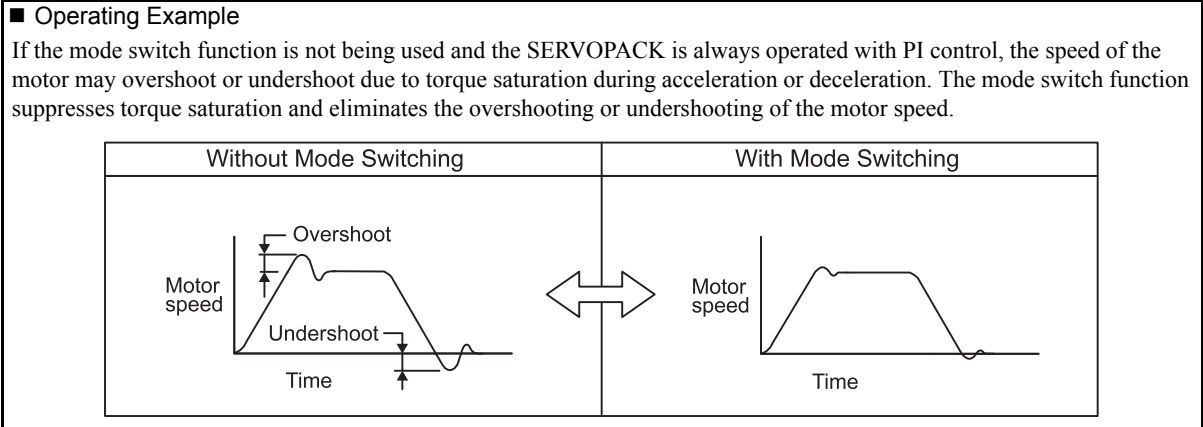 ■ Operating Example
If the mode switch function is not being used and the SERVOPACK is always operated with PI control, the speed of the
motor may overshoot or undershoot due to torque saturation during acceleration or deceleration. The mode switch function
suppresses torque saturation and eliminates the overshooting or undershooting of the motor speed.
Without Mode Switching
With Mode Switching
Overshoot
Motor
speed
Undershoot
Time
Motor
speed
Time